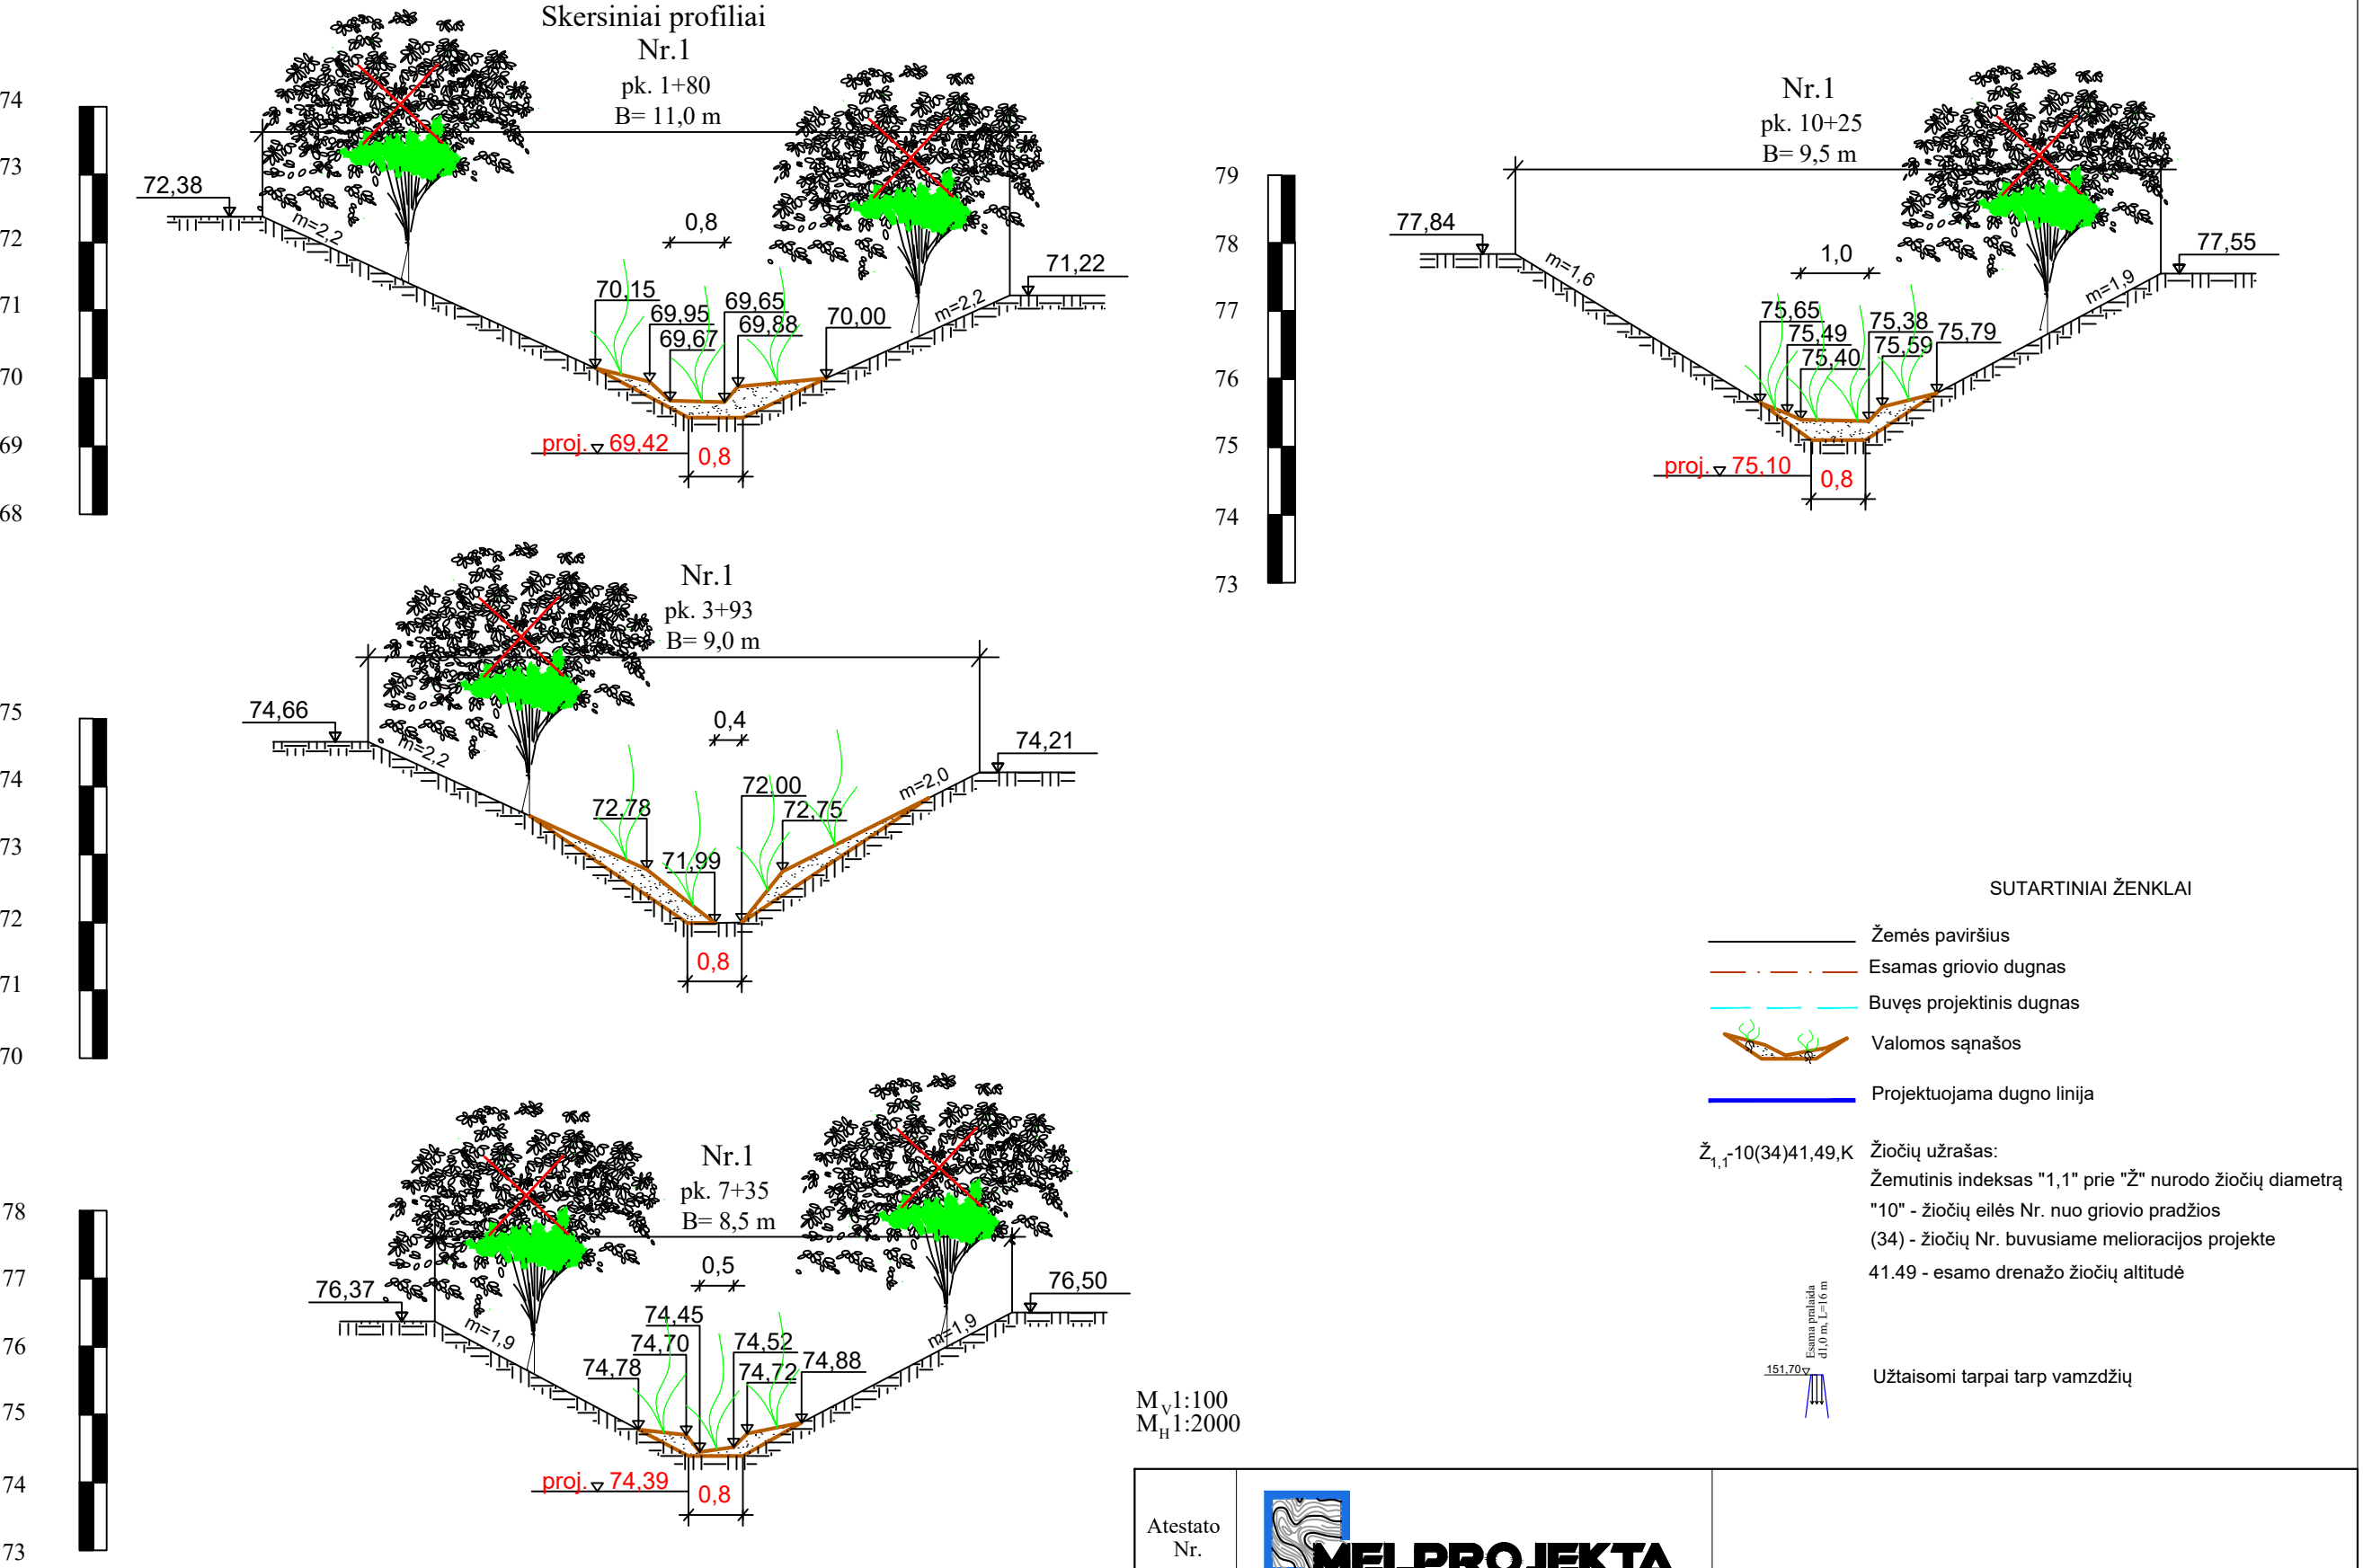 Skersiniai profiliai
Nr.1
pk. 1+80
B= 11,0 m
74
73
72
71
70
69
68
72,38
m=2,2
0,8
70,15
69,95
69,67
69,65
69,88
70,00
m=2,2
71,22
proj. 69,42
0,8
Nr.1
pk. 10+25
B= 9,5 m
79
78
77
76
75
74
73
77,84
m=1,6
1,0
75,65
75,49
75,40
75,38
75,59
75,79
m=1,9
77,55
proj. 75,10
0,8
Nr.1
pk. 3+93
B= 9,0 m
75
74
73
72
71
70
74,66
m=2,2
0,4
72,78
71,99
72,00
72,75
m=2,0
74,21
0,8
Nr.1
pk. 7+35
B= 8,5 m
78
77
76
75
74
73
76,37
m=1,9
0,5
74,45
74,70
74,78
74,52
74,72
74,88
m=1,9
76,50
proj. 74,39
0,8
SUTARTINIAI ŽENKLAI
Žemės paviršius
Esamas griovio dugnas
Buvęs projektinis dugnas
Valomos sąnašos
Projektuojama dugno linija
Ž1,1-10(34)41,49,K Žiočių užrašas:
Žemutinis indeksas "1,1" prie "Ž" nurodo žiočių diametrą
"10" - žiočių eilės Nr. nuo griovio pradžios
(34) - žiočių Nr. buvusiame melioracijos projekte
41.49 - esamo drenažo žiočių altitudė
Esama pralaida
d1,0 m, L=16 m
151,70
Užtaisomi tarpai tarp vamzdžių
MV1:100
MH1:2000
Atestato
Nr.
MELPROJEKTA